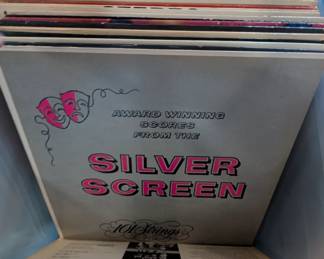 AWARD WINNING
SCORES
FROM THE
SILVER
SCREEN
101 Strings